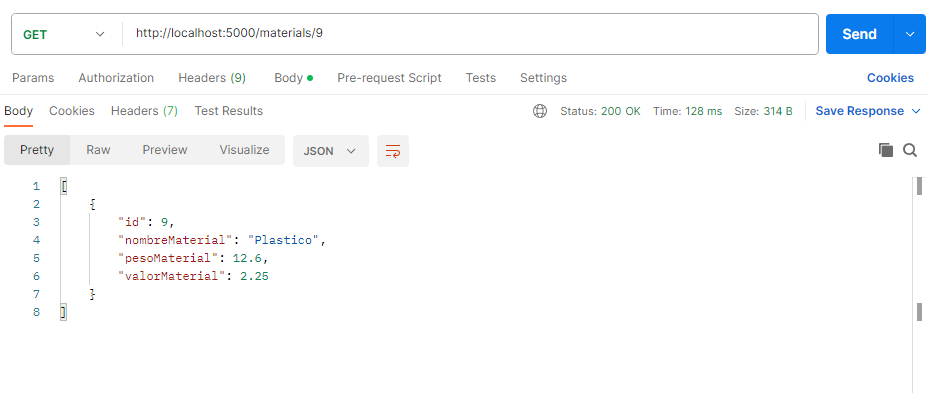 GET http://localhost:5000/materials/9 Send
Params Authorization Headers (9) Body Pre-request Script Tests Settings Cookies
Body Cookies Headers (7) Test Results Status: 200 OK Time: 128 ms Size: 314 B Save Response
Pretty Raw Preview Visualize JSON
1 [
2 {
3 "id": 9,
4 "nombreMaterial": "Plastico",
5 "pesoMaterial": 12.6,
6 "valorMaterial": 2.25
7 }
8 ]